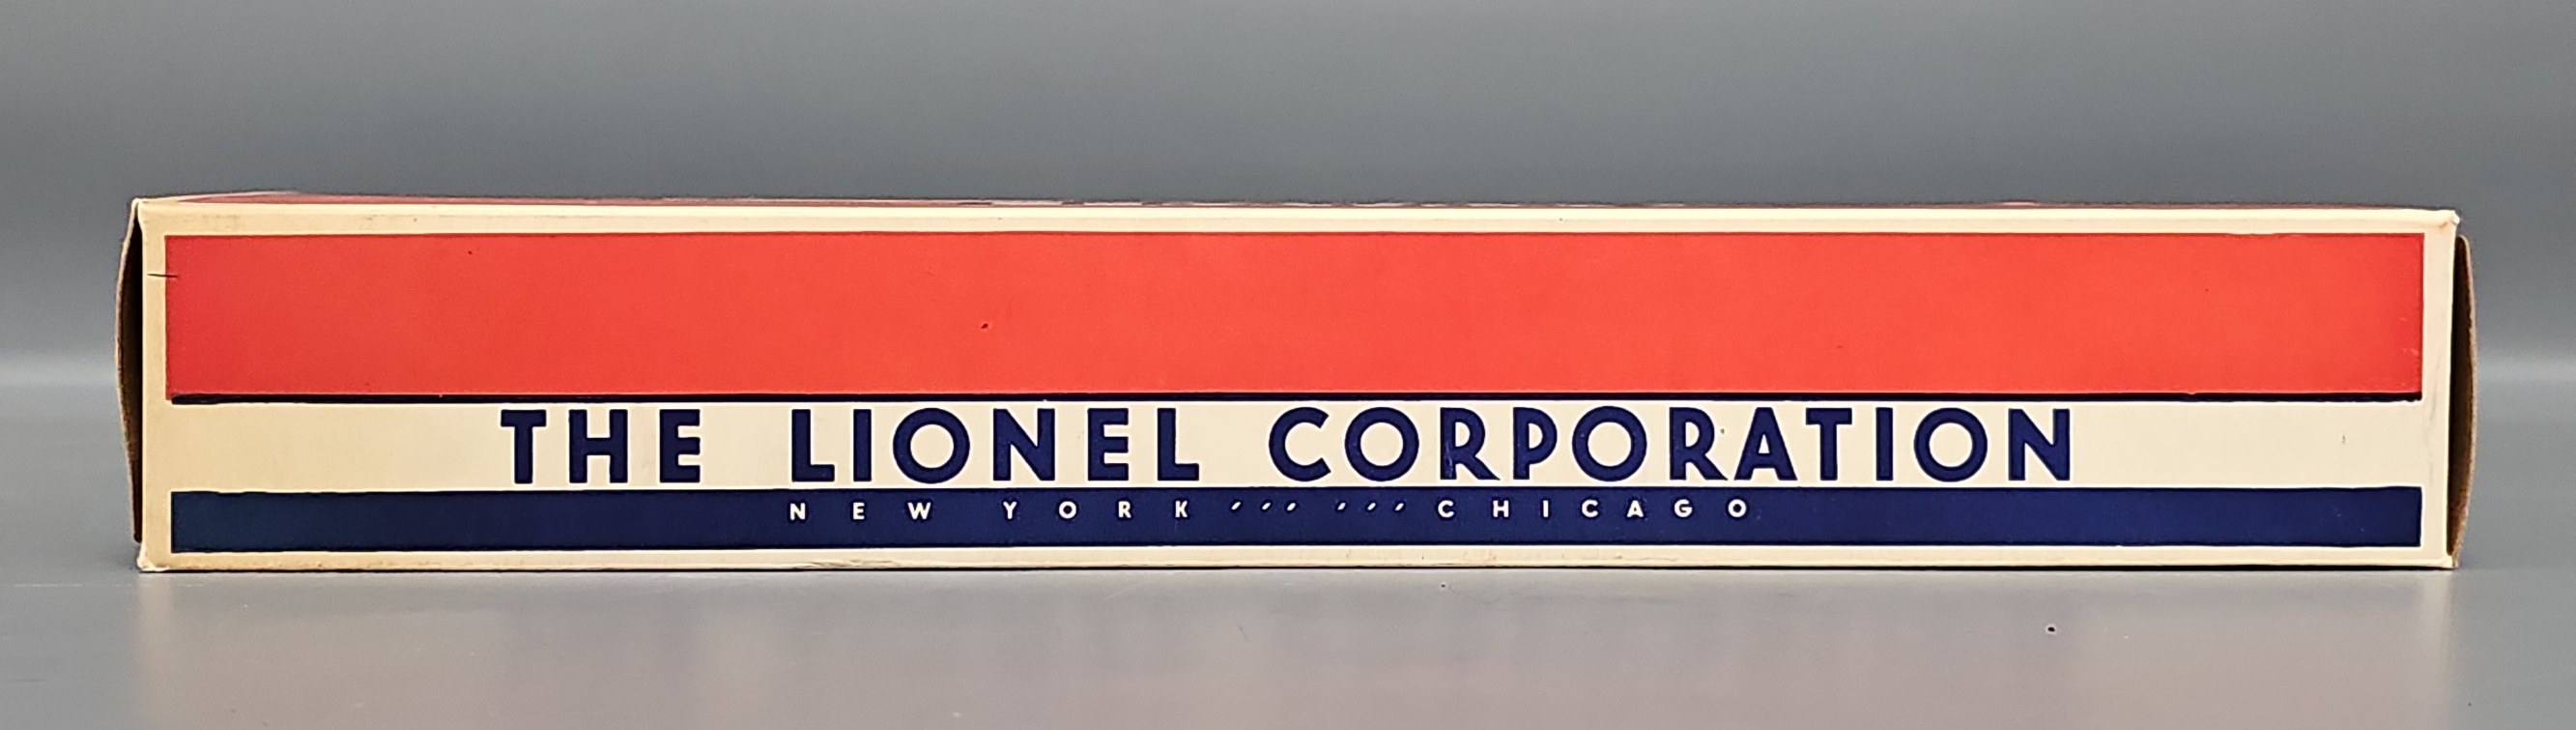 THE LIONEL CORPORATION
NEW YORK ′′′ ′′′ CHICAGO